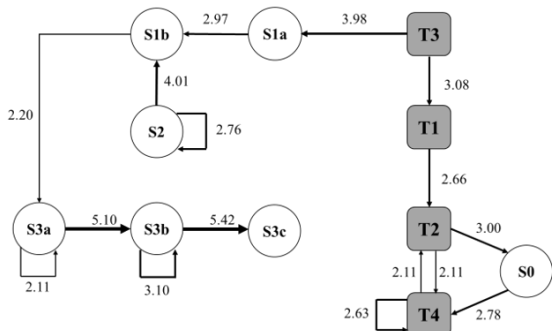 S1b
2.97
S1a
3.98
T3
4.01
3.08
2.20
S2
2.76
T1
2.66
S3a
5.10
S3b
5.42
S3c
T2
3.00
S0
2.11
2.11
2.11
3.10
2.63
T4
2.78